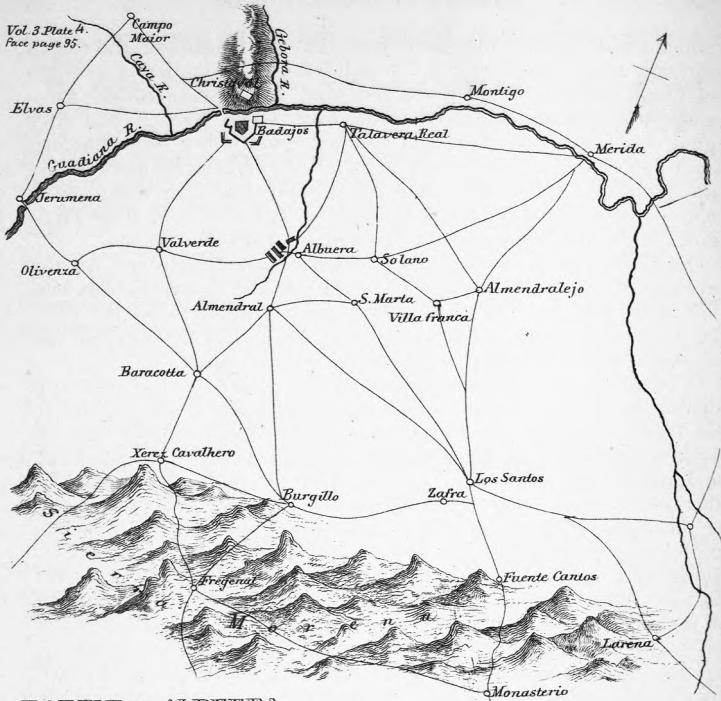 Vol. 3. Plate 4.
face page 95.
Campo
Maior
Caya R.
Gebora R.
Christoval
Montigo
Elvas
Badajos
Talavera Real
Guadiana R.
Merida
Jerumena
Valverde
Albuera
Solano
Olivenza
Almendral
S. Marta
Almendralejo
Villa franca
Baracotta
Xerez Cavalhero
Los Santos
Burgillo
Zafra
Sierra
Fregenal
Fuente Cantos
Morena
Larena
Monasterio